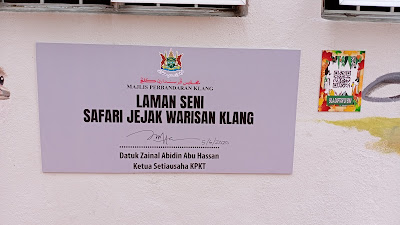 MAJLIS PERBANDARAN KLANG
LAMAN SENI
SAFARI JEJAK WARISAN KLANG
Datuk Zainal Abidin Abu Hassan
Ketua Setiausaha KPKT